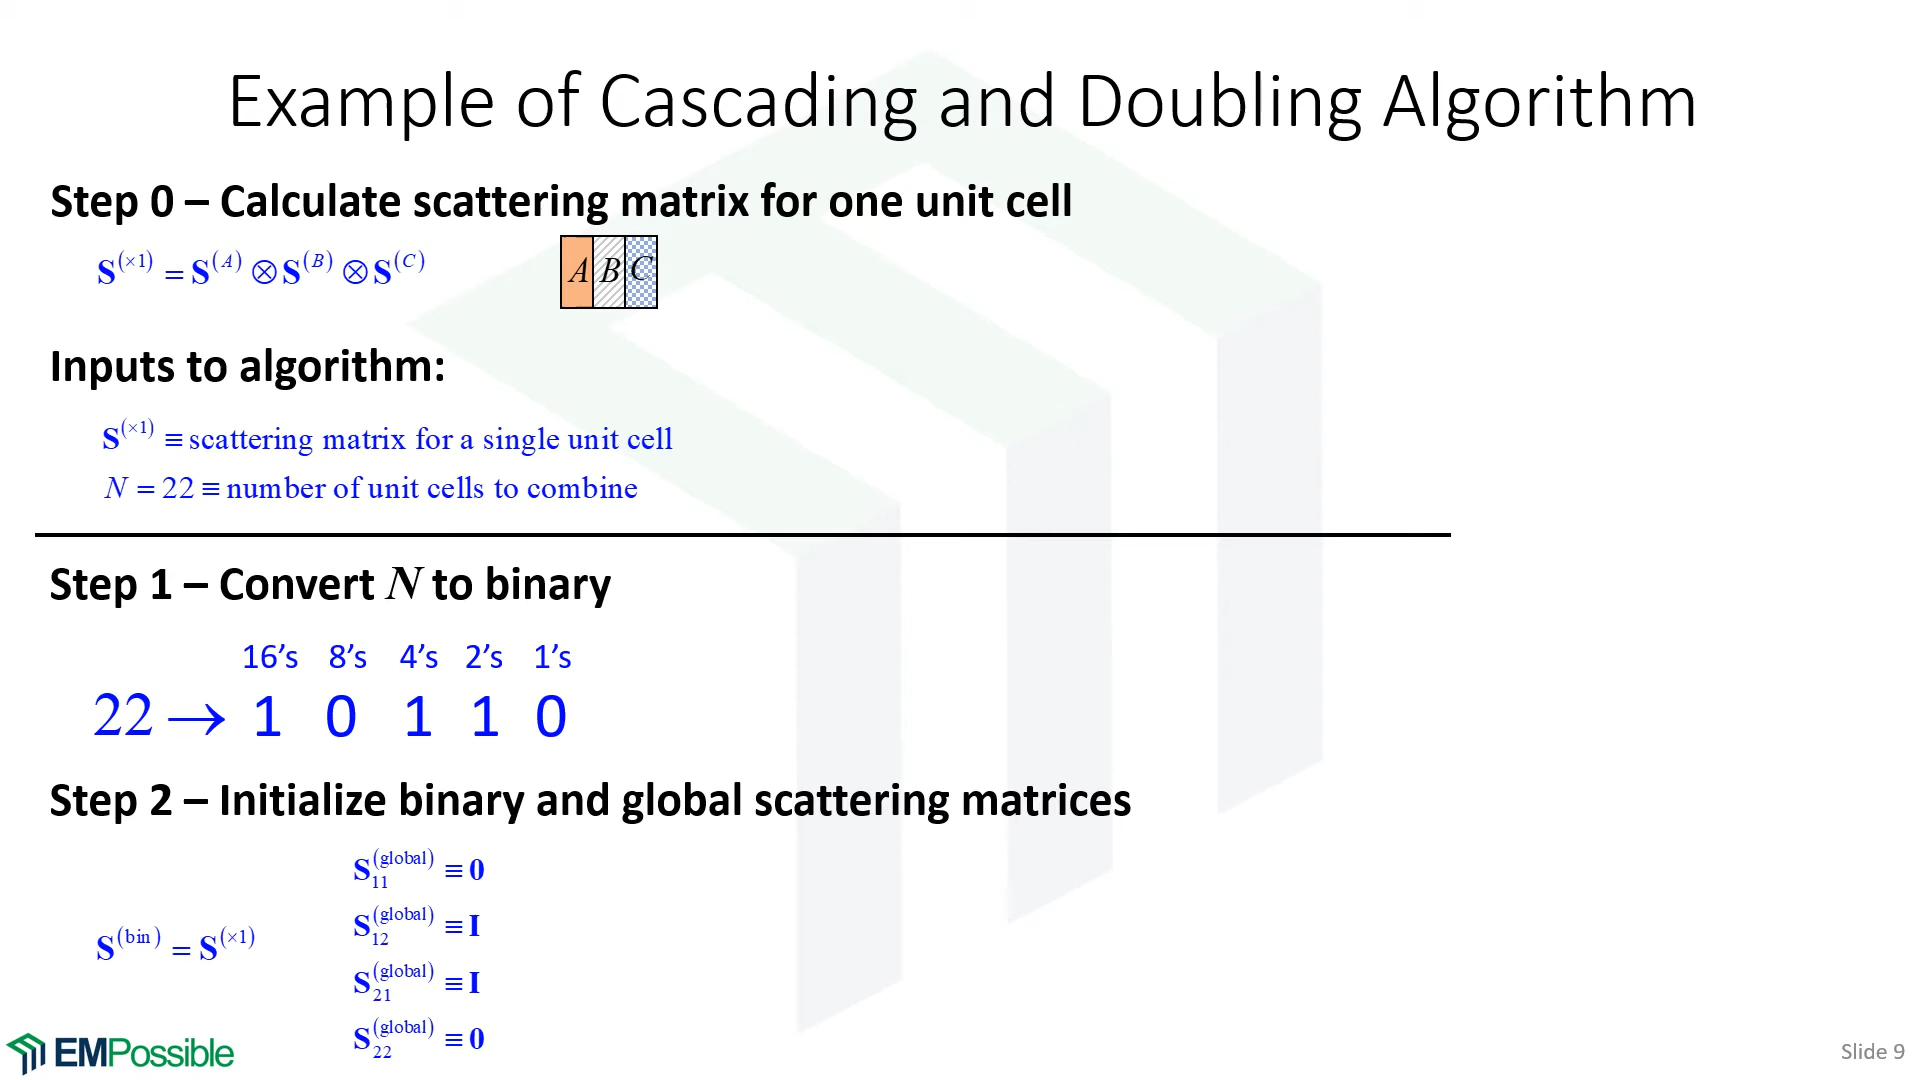 Example of Cascading and Doubling Algorithm
Step 0 – Calculate scattering matrix for one unit cell
S^(×1) = S^(A) ⊗ S^(B) ⊗ S^(C)
A B C
Inputs to algorithm:
S^(×1) ≡ scattering matrix for a single unit cell
N = 22 ≡ number of unit cells to combine
Step 1 – Convert N to binary
16’s 8’s 4’s 2’s 1’s
22 → 1 0 1 1 0
Step 2 – Initialize binary and global scattering matrices
S_11^(global) ≡ 0
S_12^(global) ≡ I
S^(bin) = S^(×1)
S_21^(global) ≡ I
S_22^(global) ≡ 0
EMPossible
Slide 9